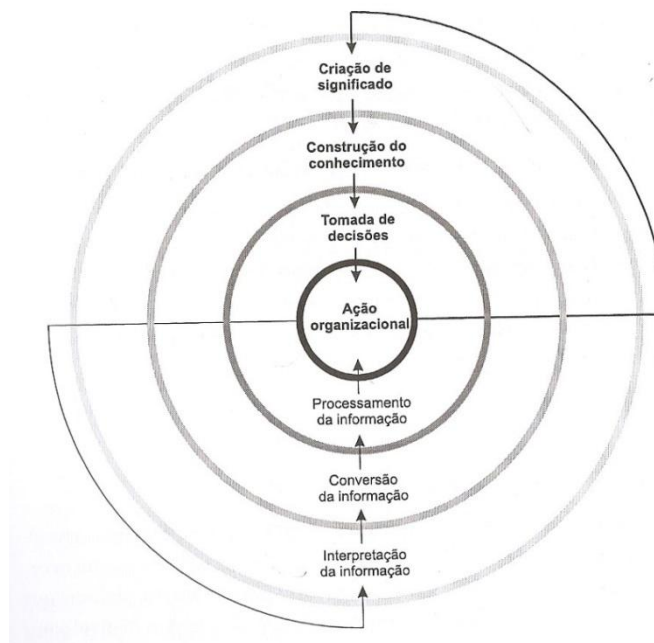 Criação de
significado
Construção do
conhecimento
Tomada de
decisões
Ação
organizacional
Processamento
da informação
Conversão
da informação
Interpretação
da informação